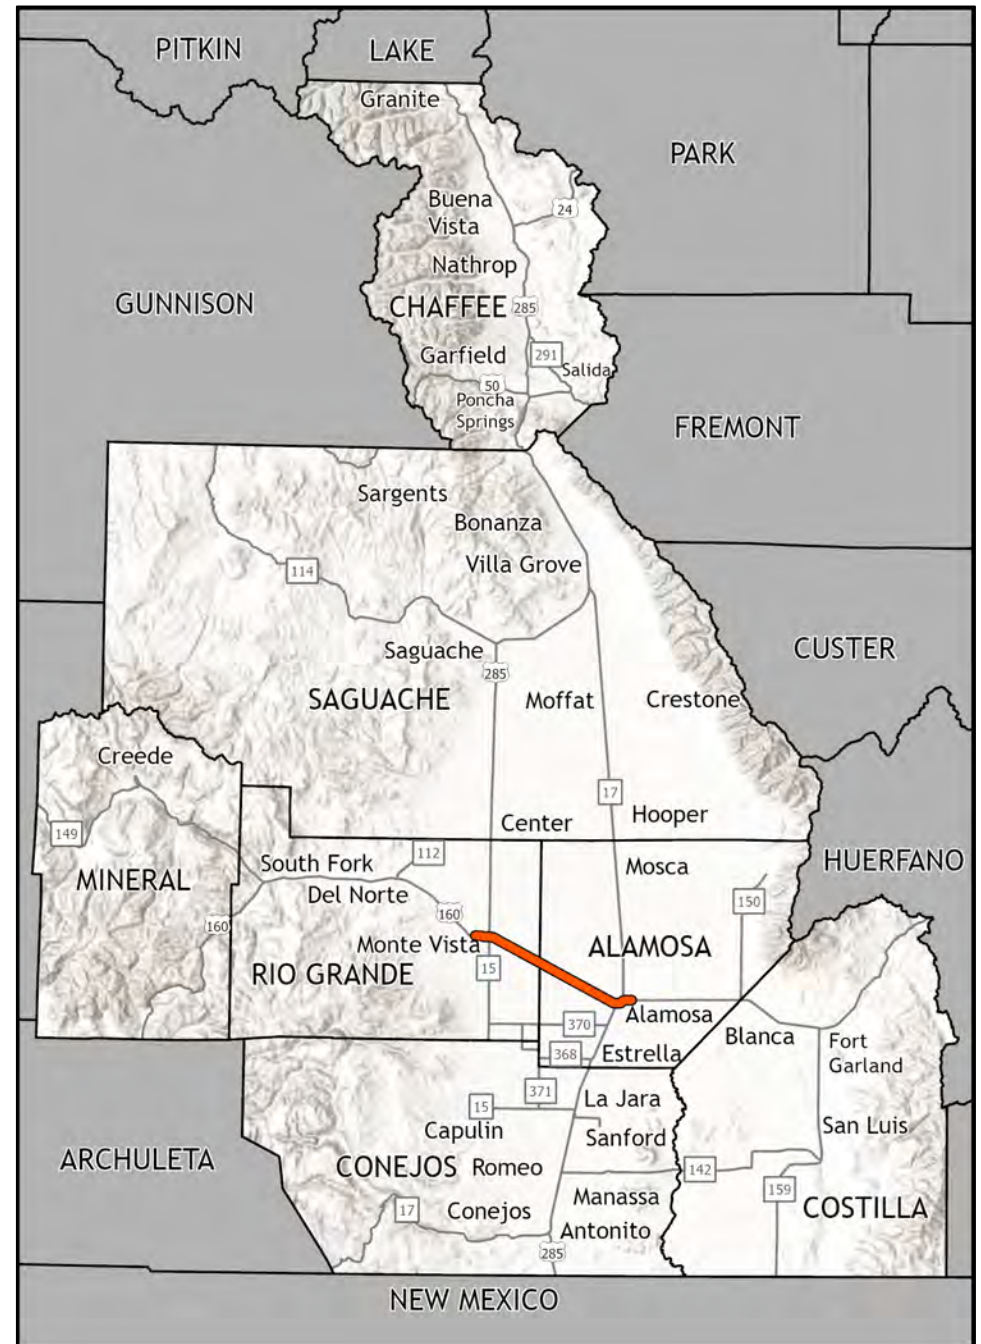 PITKIN
LAKE
Granite
PARK
Buena
Vista
24
Nathrop
GUNNISON
CHAFFEE
285
Garfield
291
Salida
50
Poncha
Springs
FREMONT
Sargents
Bonanza
Villa Grove
114
Saguache
285
CUSTER
SAGUACHE
Moffat
Crestone
Creede
17
Hooper
149
Center
South Fork
112
Mosca
HUERFANO
MINERAL
Del Norte
150
160
160
Monte Vista
ALAMOSA
RIO GRANDE
15
370
Alamosa
Blanca
Fort
Garland
368
Estrella
371
La Jara
15
Capulin
Sanford
San Luis
ARCHULETA
CONEJOS
Romeo
142
159
Manassa
COSTILLA
17
Conejos
Antonito
285
NEW MEXICO